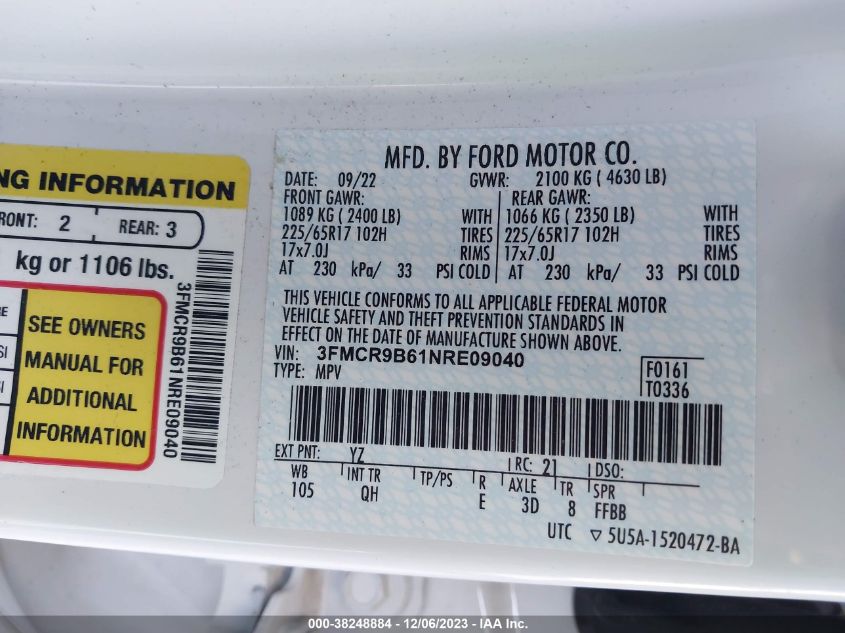 NG INFORMATION
RONT: 2 REAR: 3
kg or 1106 lbs.
SEE OWNERS
MANUAL FOR
ADDITIONAL
INFORMATION
3FMCR9B61NRE09040
MFD. BY FORD MOTOR CO.
DATE: 09/22 GVWR: 2100 KG ( 4630 LB)
FRONT GAWR: REAR GAWR:
1089 KG ( 2400 LB) WITH 1066 KG ( 2350 LB) WITH
225/65R17 102H TIRES 225/65R17 102H TIRES
17x7.0J RIMS 17x7.0J RIMS
AT 230 kPa/ 33 PSI COLD AT 230 kPa/ 33 PSI COLD
THIS VEHICLE CONFORMS TO ALL APPLICABLE FEDERAL MOTOR
VEHICLE SAFETY AND THEFT PREVENTION STANDARDS IN
EFFECT ON THE DATE OF MANUFACTURE SHOWN ABOVE.
VIN: 3FMCR9B61NRE09040
TYPE: MPV
F0161
T0336
EXT PNT: YZ RC: 21 DSO:
WB INT TR TP/PS R AXLE TR SPR
105 QH E 3D 8 FFBB
UTC ▽ 5U5A-1520472-BA
000-38248884 - 12/06/2023 - IAA Inc.